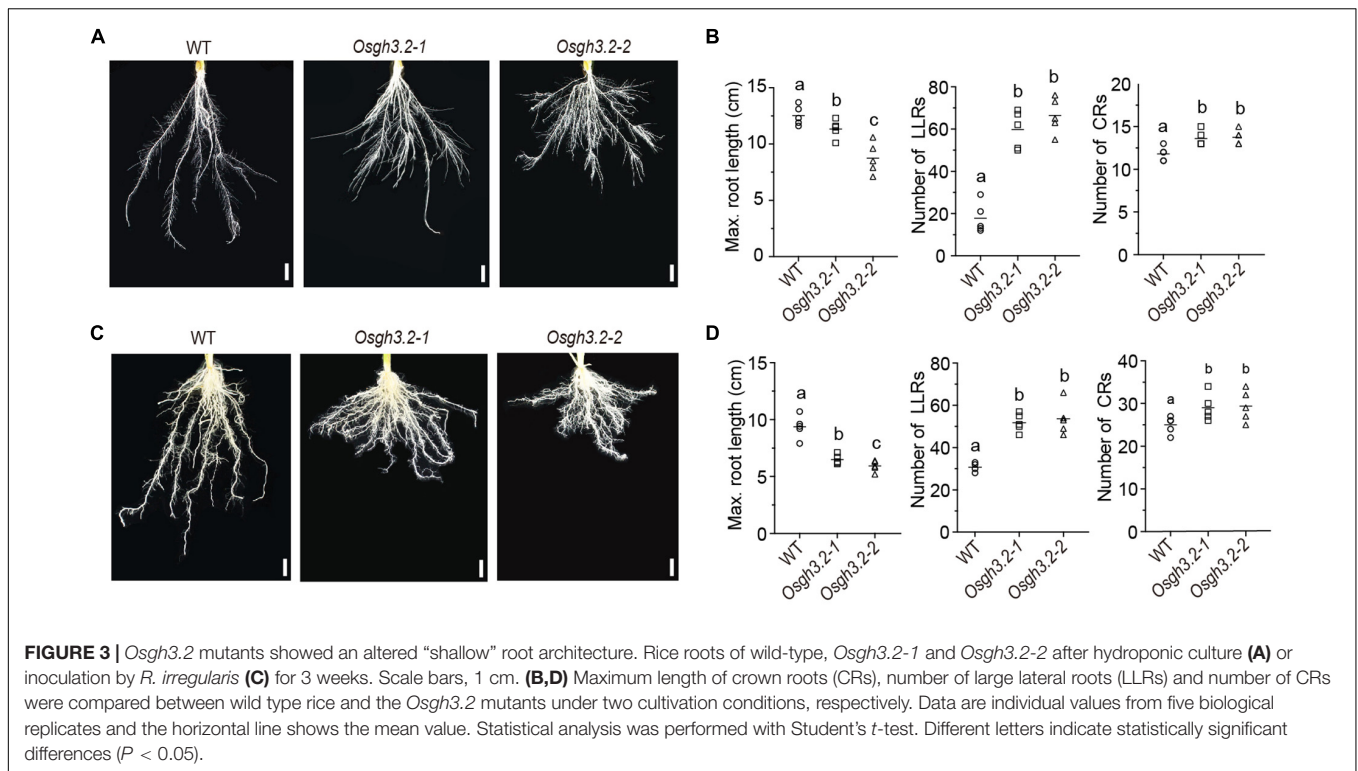 A
WT
Osgh3.2-1
Osgh3.2-2
B
Max. root length (cm)
15
10
5
0
a
b
c
WT
Osgh3.2-1
Osgh3.2-2
Number of LLRs
80
60
40
20
0
a
b
b
WT
Osgh3.2-1
Osgh3.2-2
Number of CRs
20
15
10
5
0
a
b
b
WT
Osgh3.2-1
Osgh3.2-2
C
WT
Osgh3.2-1
Osgh3.2-2
D
Max. root length (cm)
15
10
5
0
a
b
c
WT
Osgh3.2-1
Osgh3.2-2
Number of LLRs
80
60
40
20
0
a
b
b
WT
Osgh3.2-1
Osgh3.2-2
Number of CRs
40
30
20
10
0
a
b
b
WT
Osgh3.2-1
Osgh3.2-2
FIGURE 3 | Osgh3.2 mutants showed an altered “shallow” root architecture. Rice roots of wild-type, Osgh3.2-1 and Osgh3.2-2 after hydroponic culture (A) or
inoculation by R. irregularis (C) for 3 weeks. Scale bars, 1 cm. (B,D) Maximum length of crown roots (CRs), number of large lateral roots (LLRs) and number of CRs
were compared between wild type rice and the Osgh3.2 mutants under two cultivation conditions, respectively. Data are individual values from five biological
replicates and the horizontal line shows the mean value. Statistical analysis was performed with Student’s t-test. Different letters indicate statistically significant
differences (P < 0.05).